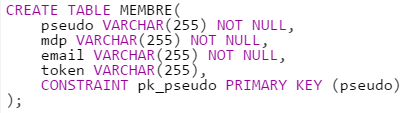 CREATE TABLE MEMBRE(
    pseudo VARCHAR(255) NOT NULL,
    mdp VARCHAR(255) NOT NULL,
    email VARCHAR(255) NOT NULL,
    token VARCHAR(255),
    CONSTRAINT pk_pseudo PRIMARY KEY (pseudo)
);